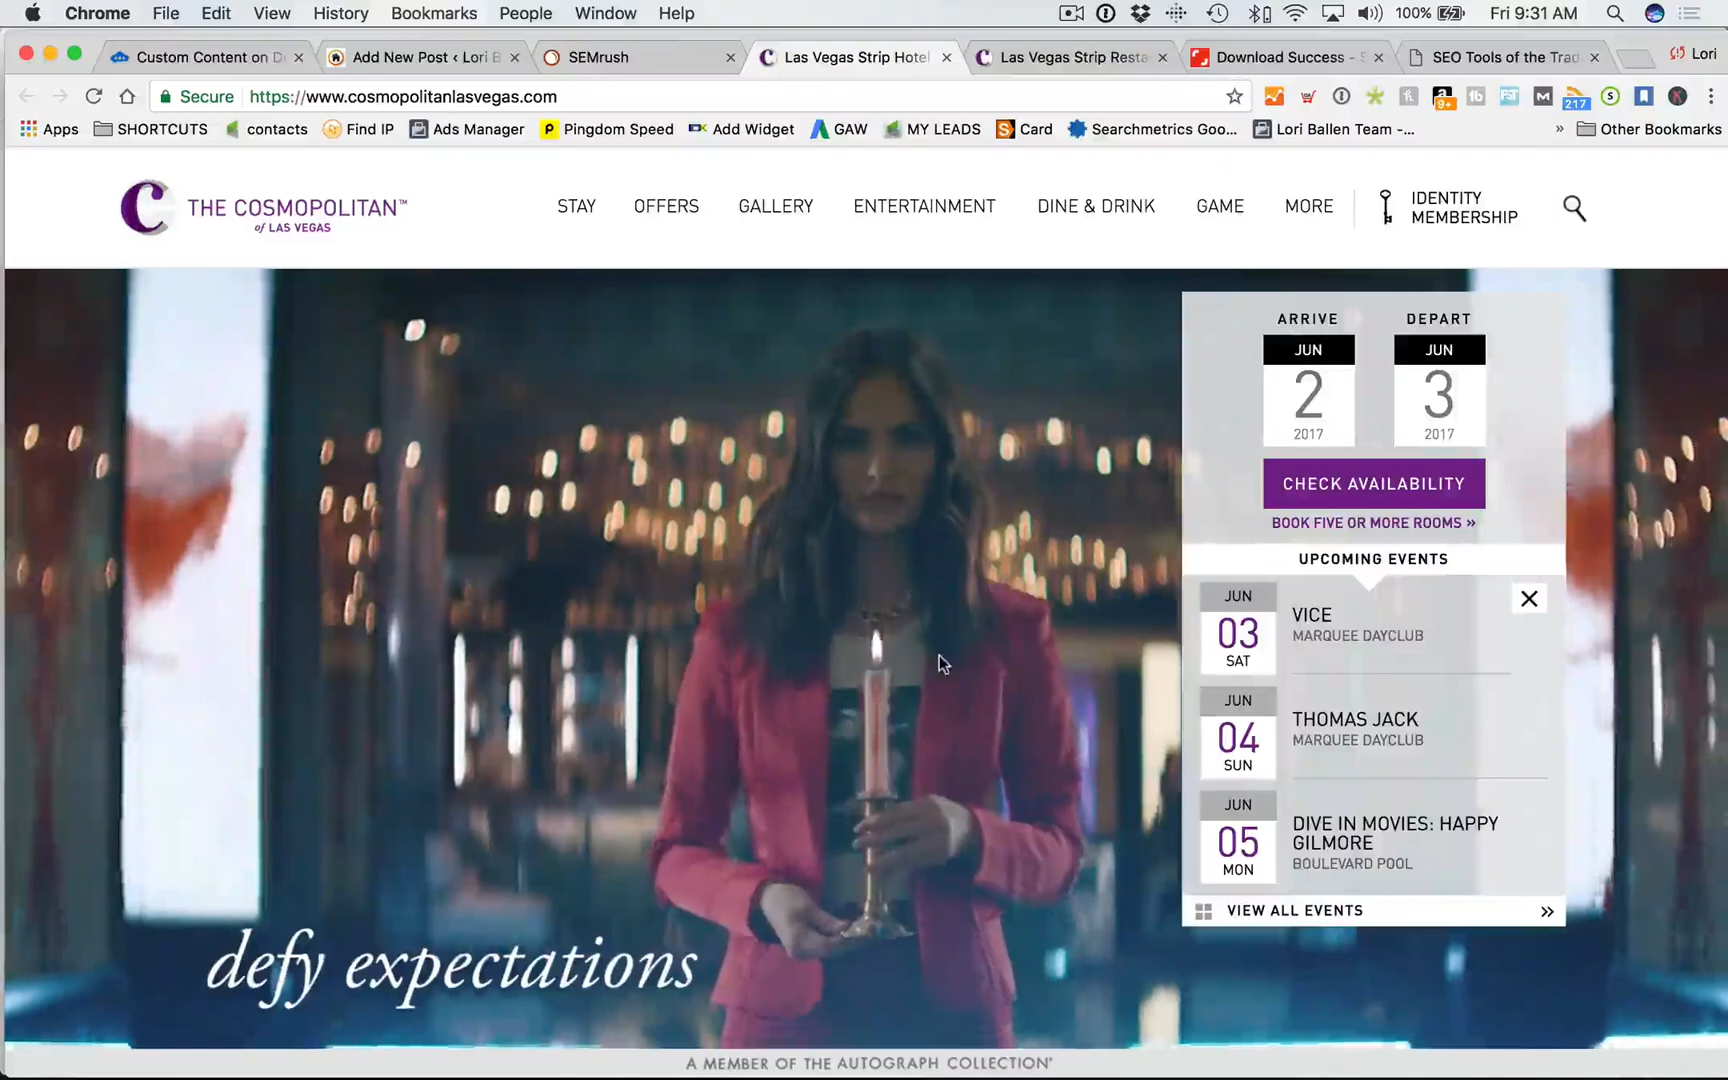 Chrome File Edit View History Bookmarks People Window Help 100% Fri 9:31 AM
Custom Content on D
Add New Post ‹ Lori B
SEMrush
Las Vegas Strip Hotel
Las Vegas Strip Resta
Download Success - S
SEO Tools of the Trad
Lori
Secure https://www.cosmopolitanlasvegas.com
9+
217
Apps SHORTCUTS contacts Find IP Ads Manager Pingdom Speed Add Widget GAW MY LEADS Card Searchmetrics Goo... Lori Ballen Team -... » Other Bookmarks
C THE COSMOPOLITAN™
of LAS VEGAS
STAY OFFERS GALLERY ENTERTAINMENT DINE & DRINK GAME MORE
IDENTITY
MEMBERSHIP
ARRIVE DEPART
JUN JUN
2 3
2017 2017
CHECK AVAILABILITY
BOOK FIVE OR MORE ROOMS »
UPCOMING EVENTS
JUN
03
SAT
VICE
MARQUEE DAYCLUB
JUN
04
SUN
THOMAS JACK
MARQUEE DAYCLUB
JUN
05
MON
DIVE IN MOVIES: HAPPY
GILMORE
BOULEVARD POOL
VIEW ALL EVENTS »
defy expectations
A MEMBER OF THE AUTOGRAPH COLLECTION®